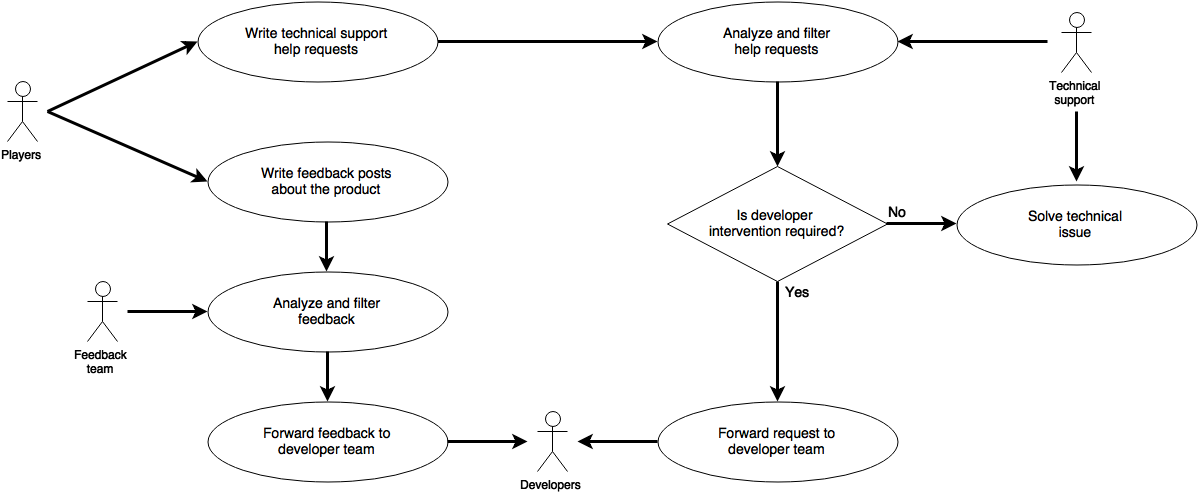 Write technical support
help requests
Analyze and filter
help requests
Technical
support
Players
Write feedback posts
about the product
Is developer
intervention required?
No
Solve technical
issue
Yes
Analyze and filter
feedback
Feedback
team
Forward feedback to
developer team
Developers
Forward request to
developer team